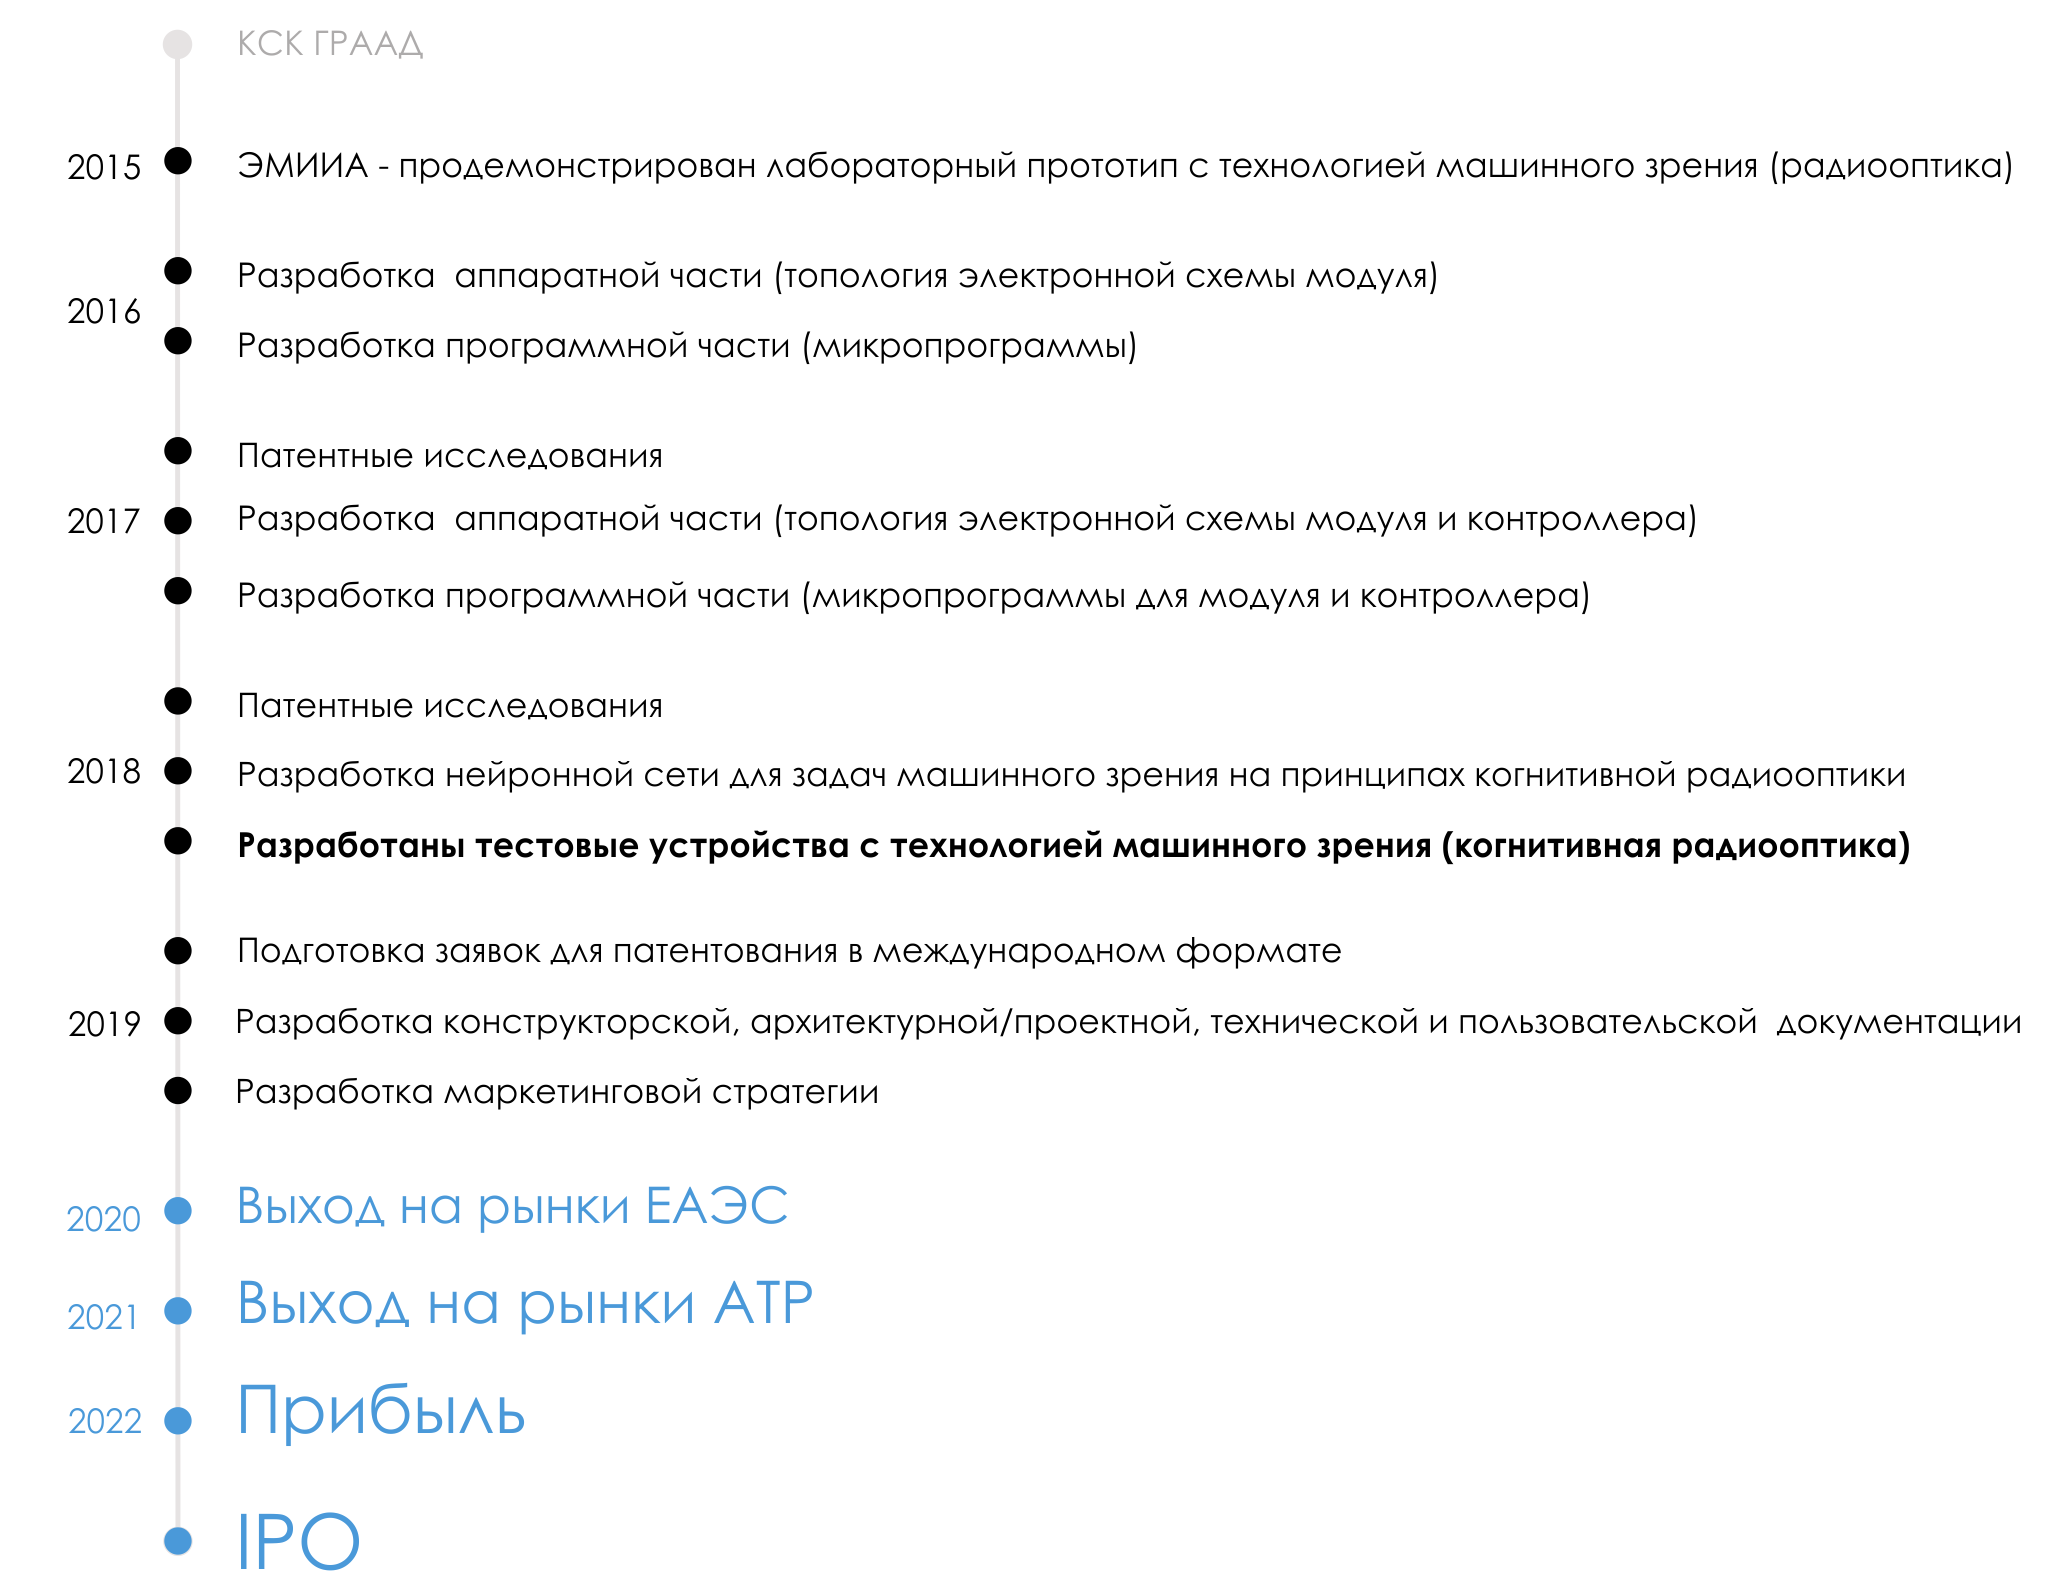 КСК ГРААД
2015 ЭМИИА - продемонстрирован лабораторный прототип с технологией машинного зрения (радиооптика)
Разработка аппаратной части (топология электронной схемы модуля)
2016
Разработка программной части (микропрограммы)
Патентные исследования
2017 Разработка аппаратной части (топология электронной схемы модуля и контроллера)
Разработка программной части (микропрограммы для модуля и контроллера)
Патентные исследования
2018 Разработка нейронной сети для задач машинного зрения на принципах когнитивной радиооптики
Разработаны тестовые устройства с технологией машинного зрения (когнитивная радиооптика)
Подготовка заявок для патентования в международном формате
2019 Разработка конструкторской, архитектурной/проектной, технической и пользовательской документации
Разработка маркетинговой стратегии
2020 Выход на рынки ЕАЭС
2021 Выход на рынки АТР
2022 Прибыль
IPO